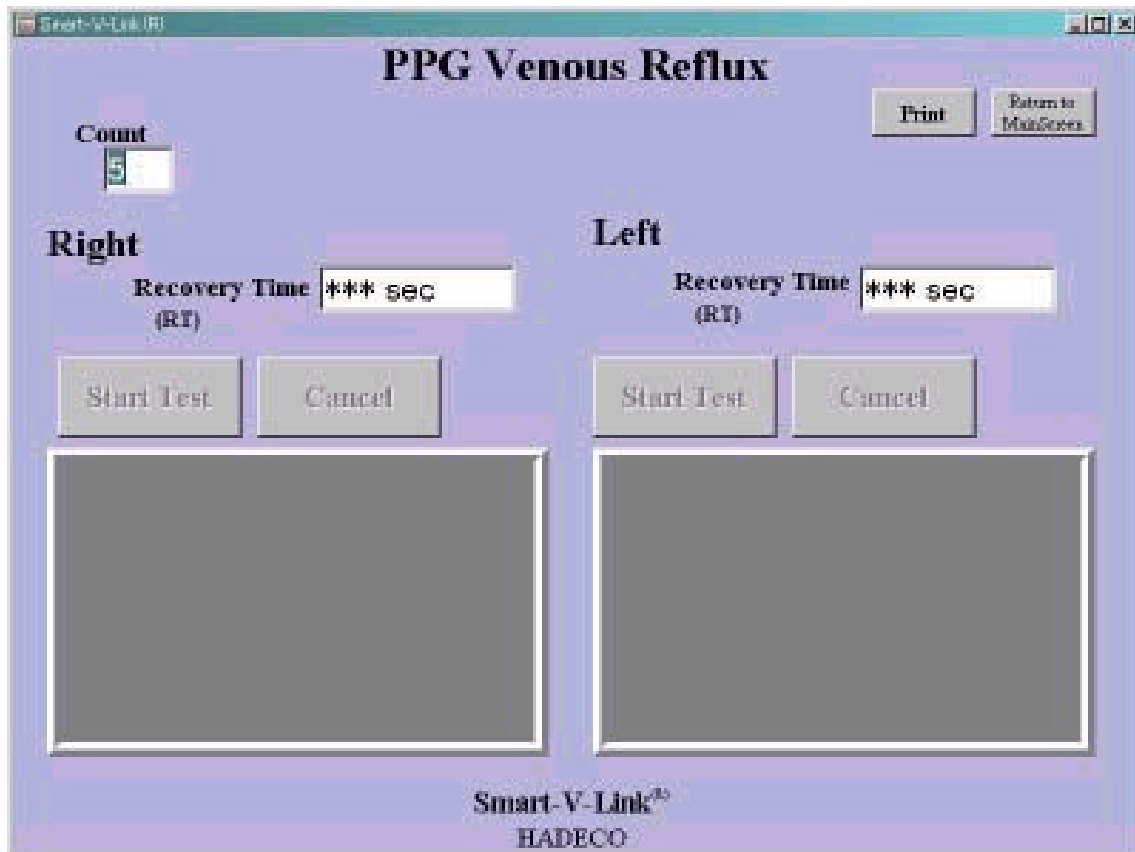 Smart-V-Link (R)
PPG Venous Reflux
Print
Return to
MainScreen
Count
5
Right
Left
Recovery Time *** sec
(RT)
Recovery Time *** sec
(RT)
Start Test
Cancel
Start Test
Cancel
Smart-V-Link(R)
HADECO